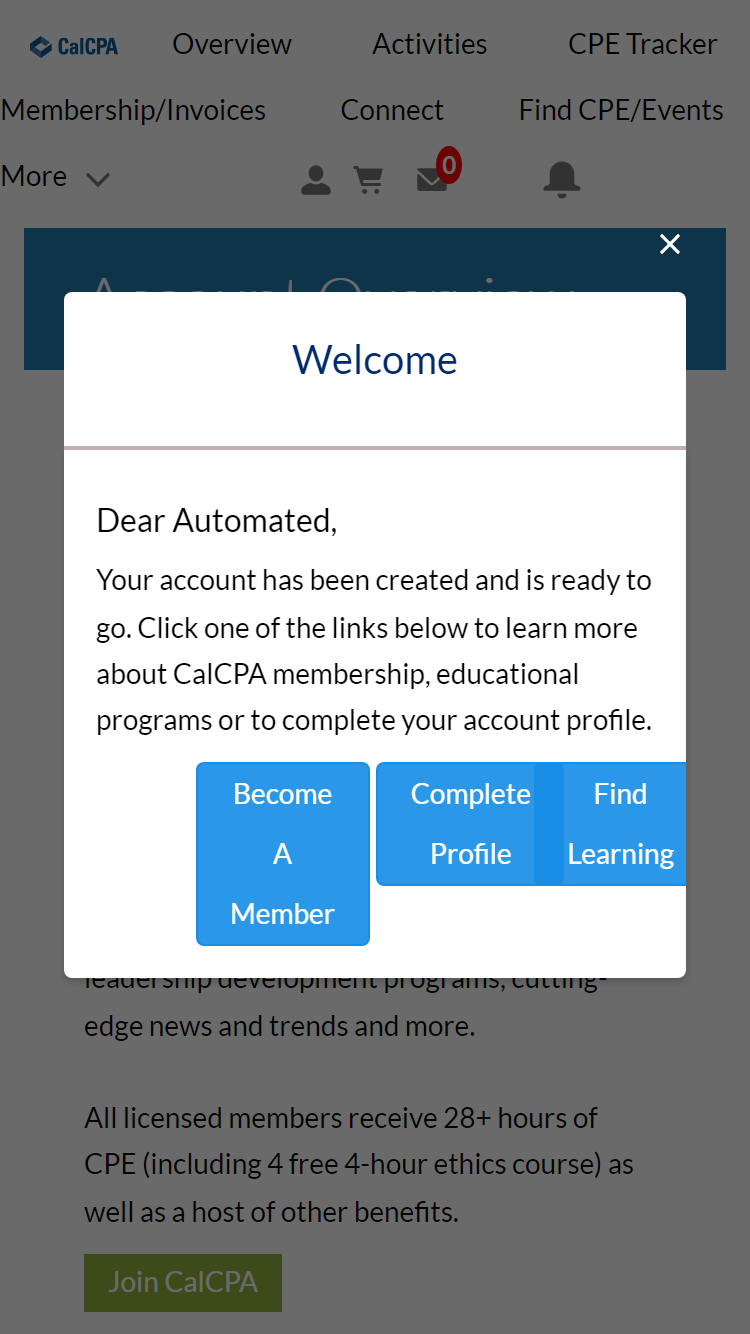 CalCPA Overview Activities CPE Tracker
Membership/Invoices Connect Find CPE/Events
More 0
Welcome
Dear Automated,
Your account has been created and is ready to
go. Click one of the links below to learn more
about CalCPA membership, educational
programs or to complete your account profile.
Become Complete Find
A Profile Learning
Member
leadership development programs, cutting-
edge news and trends and more.
All licensed members receive 28+ hours of
CPE (including 4 free 4-hour ethics course) as
well as a host of other benefits.
Join CalCPA